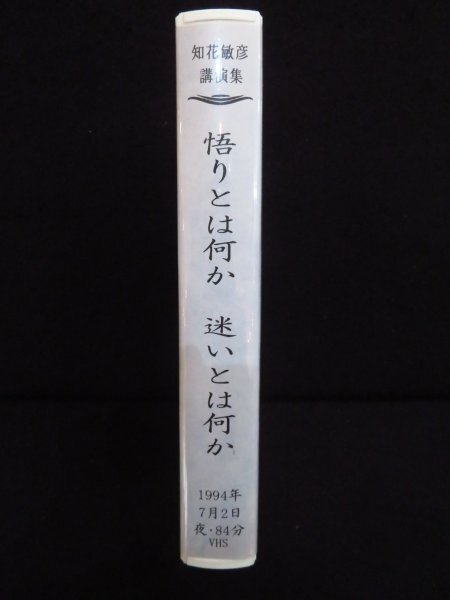 知花敏彦
講演集
悟りとは何か　迷いとは何か
1994年
7月2日
夜・84分
VHS